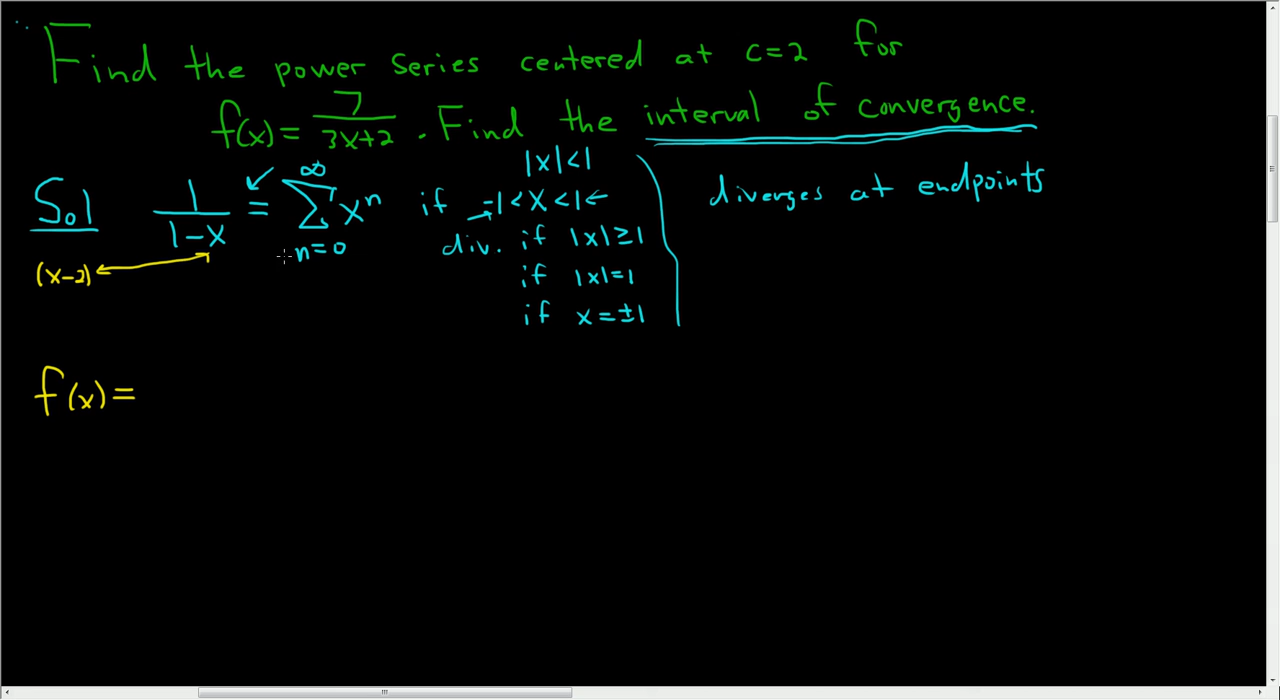 Find the power series centered at c=2 for
f(x) = 7/(3x+2). Find the interval of convergence.
Sol 1/(1-x) = ∑_{n=0}^{∞} x^n if |x|<1
-1<x<1
div. if |x|≥1
if |x|=1
if x=±1
diverges at endpoints
(x-2)
f(x)=